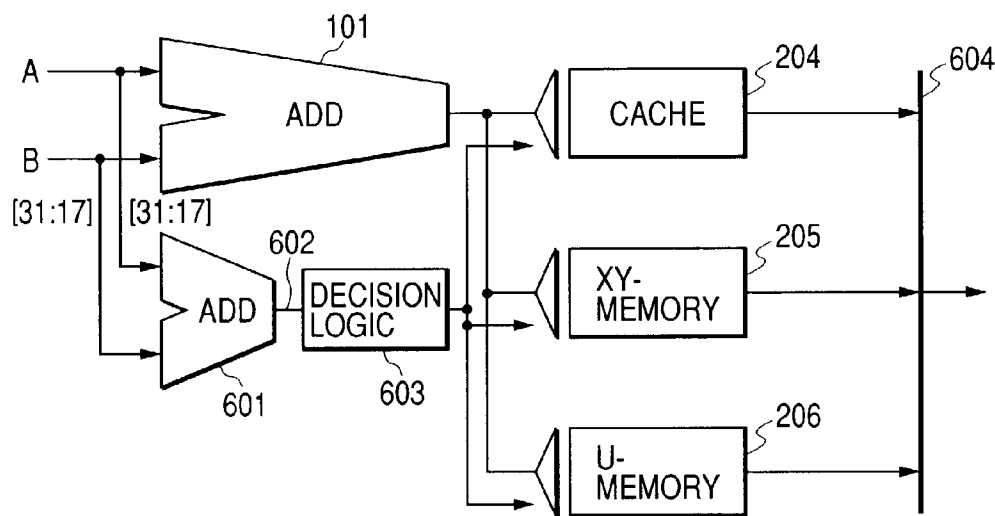 101
A
ADD
204
CACHE
604
B
[31:17] [31:17]
602
ADD
DECISION
LOGIC
601
603
205
XY-
MEMORY
206
U-
MEMORY